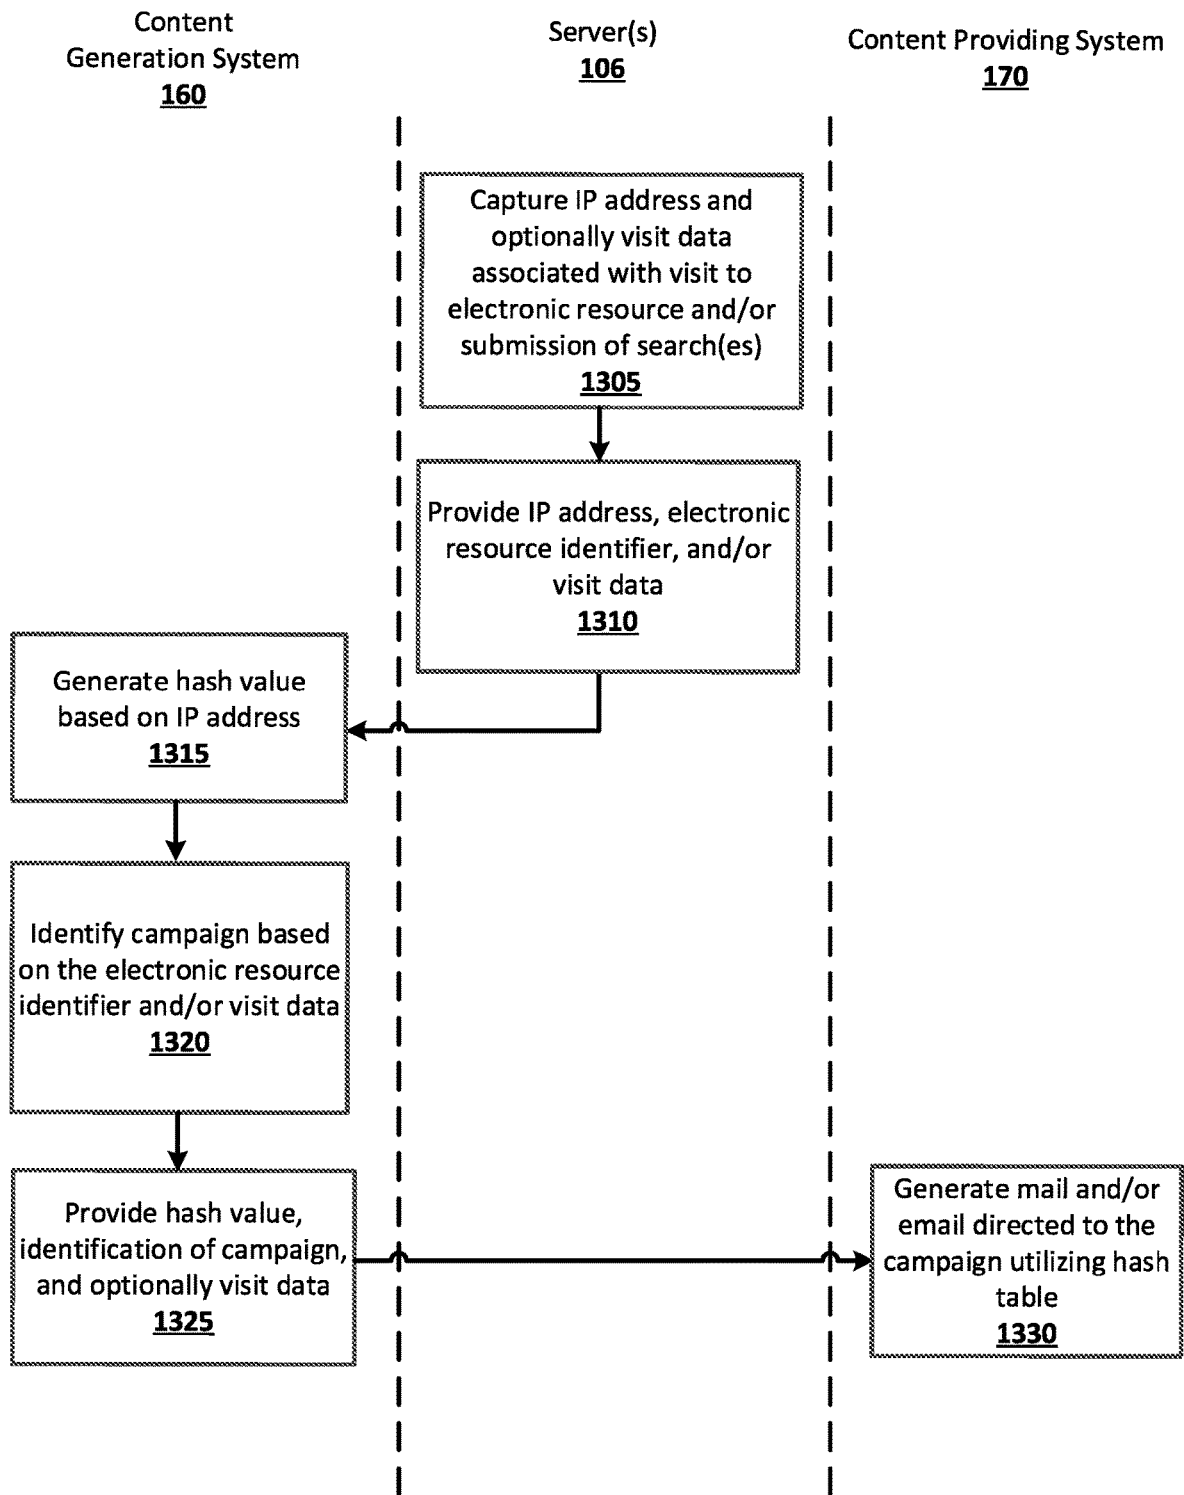 Content
Generation System
160
Server(s)
106
Content Providing System
170
Capture IP address and
optionally visit data
associated with visit to
electronic resource and/or
submission of search(es)
1305
Provide IP address, electronic
resource identifier, and/or
visit data
1310
Generate hash value
based on IP address
1315
Identify campaign based
on the electronic resource
identifier and/or visit data
1320
Provide hash value,
identification of campaign,
and optionally visit data
1325
Generate mail and/or
email directed to the
campaign utilizing hash
table
1330